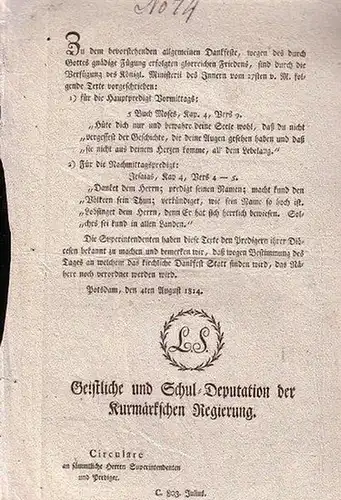 No 14
Zu dem bevorstehenden allgemeinen Dankfeste, wegen des durch
Gottes gnädige Fügung erfolgten glorreichen Friedens, sind durch die
Verfügung des Königl. Ministerii des Innern vom 27sten v. M. folgende
gende Texte vorgeschrieben:
1) für die Hauptpredigt Vormittags:
5 Buch Moses, Kap. 4, Vers 9.
„Hüte dich nur und bewahre deine Seele wohl, daß du nicht
„vergessest der Geschichte, die deine Augen gesehen haben und daß
„sie nicht aus deinem Herzen komme, all' dein Lebelang."
2) Für die Nachmittagspredigt:
Jesaias, Kap 4, Vers 4 — 5.
„Danket dem Herrn; predigt seinen Namen; macht kund den
„Völkern sein Thun; verkündiget, wie sein Name so hoch ist.
„Lobsinget dem Herrn, denn Er hat sich herrlich bewiesen. Sol-
„ches sei kund in allen Landen."
Die Superintendenten haben diese Texte den Predigern ihrer Diö-
cesen bekannt zu machen und bemerken wir, daß wegen Bestimmung des
Tages an welchem das kirchliche Dankfest Statt finden wird, das Nä-
here noch verordnet werden wird.
Potsdam, den 4ten August 1814.
L. S.
Geistliche und Schul-Deputation der
Kurmärkschen Regierung.
Circulare
an sämmtliche Herren Superintendenten
und Prediger.
C. 803. Julius.